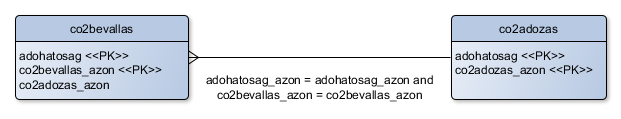 co2bevallas
adohatosag <<PK>>
co2bevallas_azon <<PK>>
co2adozas_azon
adohatosag_azon = adohatosag_azon and
co2bevallas_azon = co2bevallas_azon
co2adozas
adohatosag <<PK>>
co2adozas_azon <<PK>>